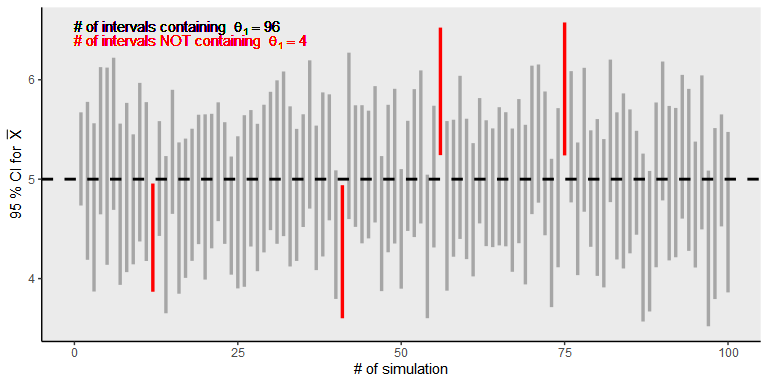 # of intervals containing θ₁ = 96
# of intervals NOT containing θ₁ = 4
95 % CI for X̅
6
5
4
0 25 50 75 100
# of simulation